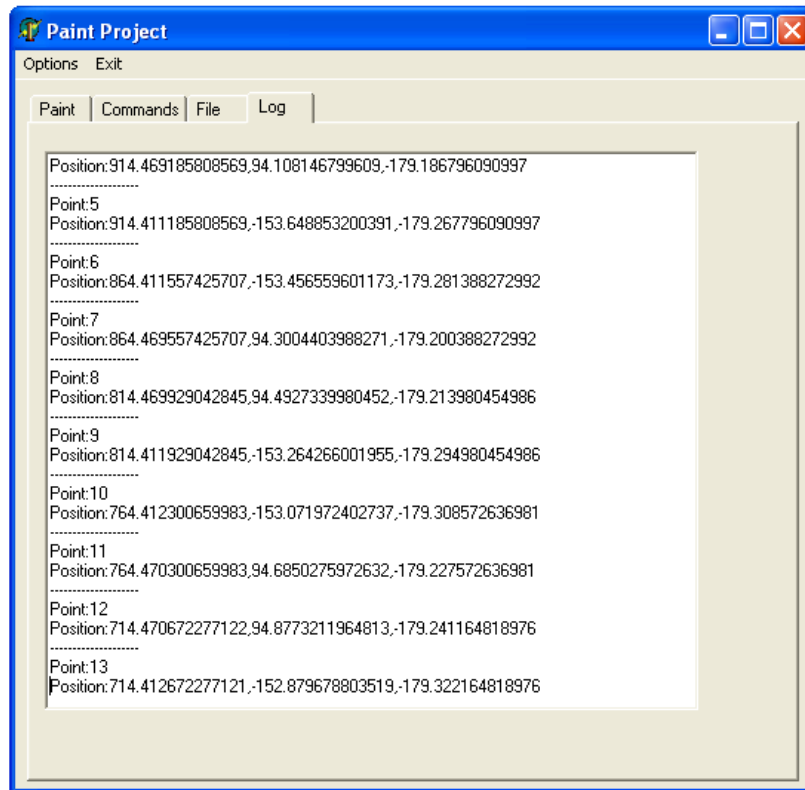 Paint Project
Options Exit
Paint Commands File Log
Position:914.469185808569,94.108146799609,-179.186796090997
--------------------
Point:5
Position:914.411185808569,-153.648853200391,-179.267796090997
--------------------
Point:6
Position:864.411557425707,-153.456559601173,-179.281388272992
--------------------
Point:7
Position:864.469557425707,94.3004403988271,-179.200388272992
--------------------
Point:8
Position:814.469929042845,94.4927339980452,-179.213980454986
--------------------
Point:9
Position:814.411929042845,-153.264266001955,-179.294980454986
--------------------
Point:10
Position:764.412300659983,-153.071972402737,-179.308572636981
--------------------
Point:11
Position:764.470300659983,94.6850275972632,-179.227572636981
--------------------
Point:12
Position:714.470672277122,94.8773211964813,-179.241164818976
--------------------
Point:13
Position:714.412672277121,-152.879678803519,-179.322164818976